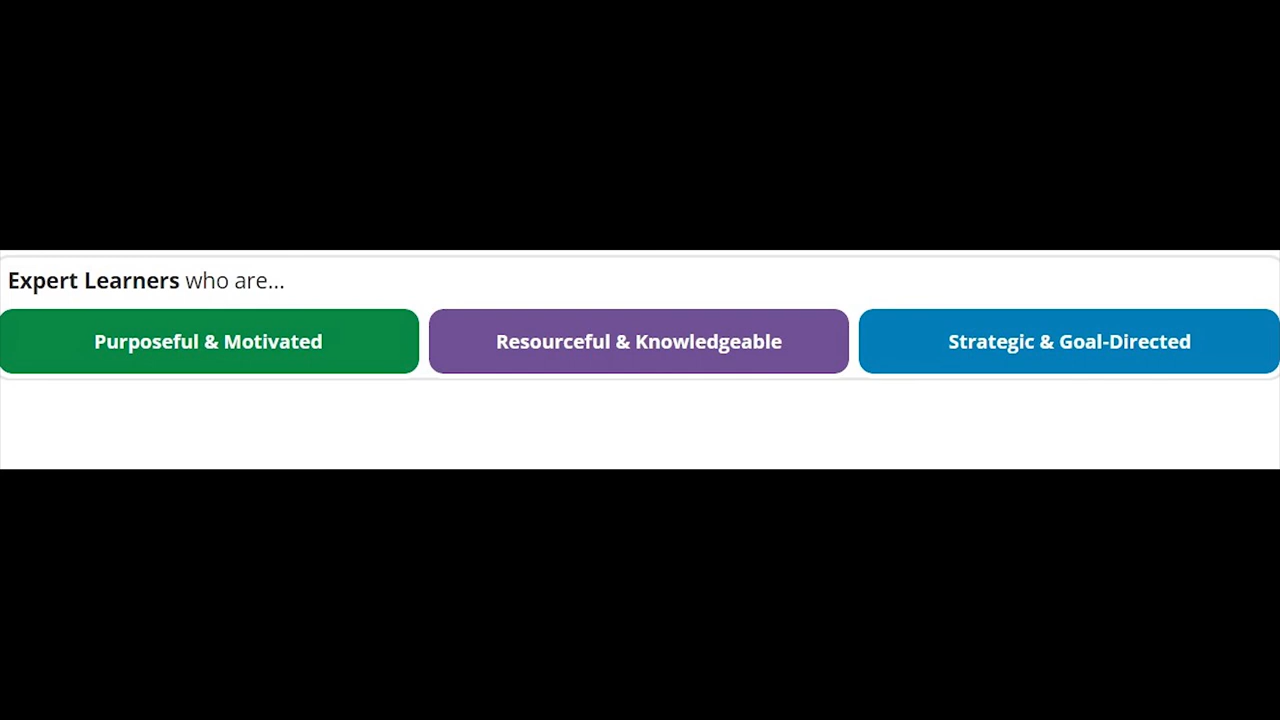 Expert Learners who are...
Purposeful & Motivated
Resourceful & Knowledgeable
Strategic & Goal-Directed